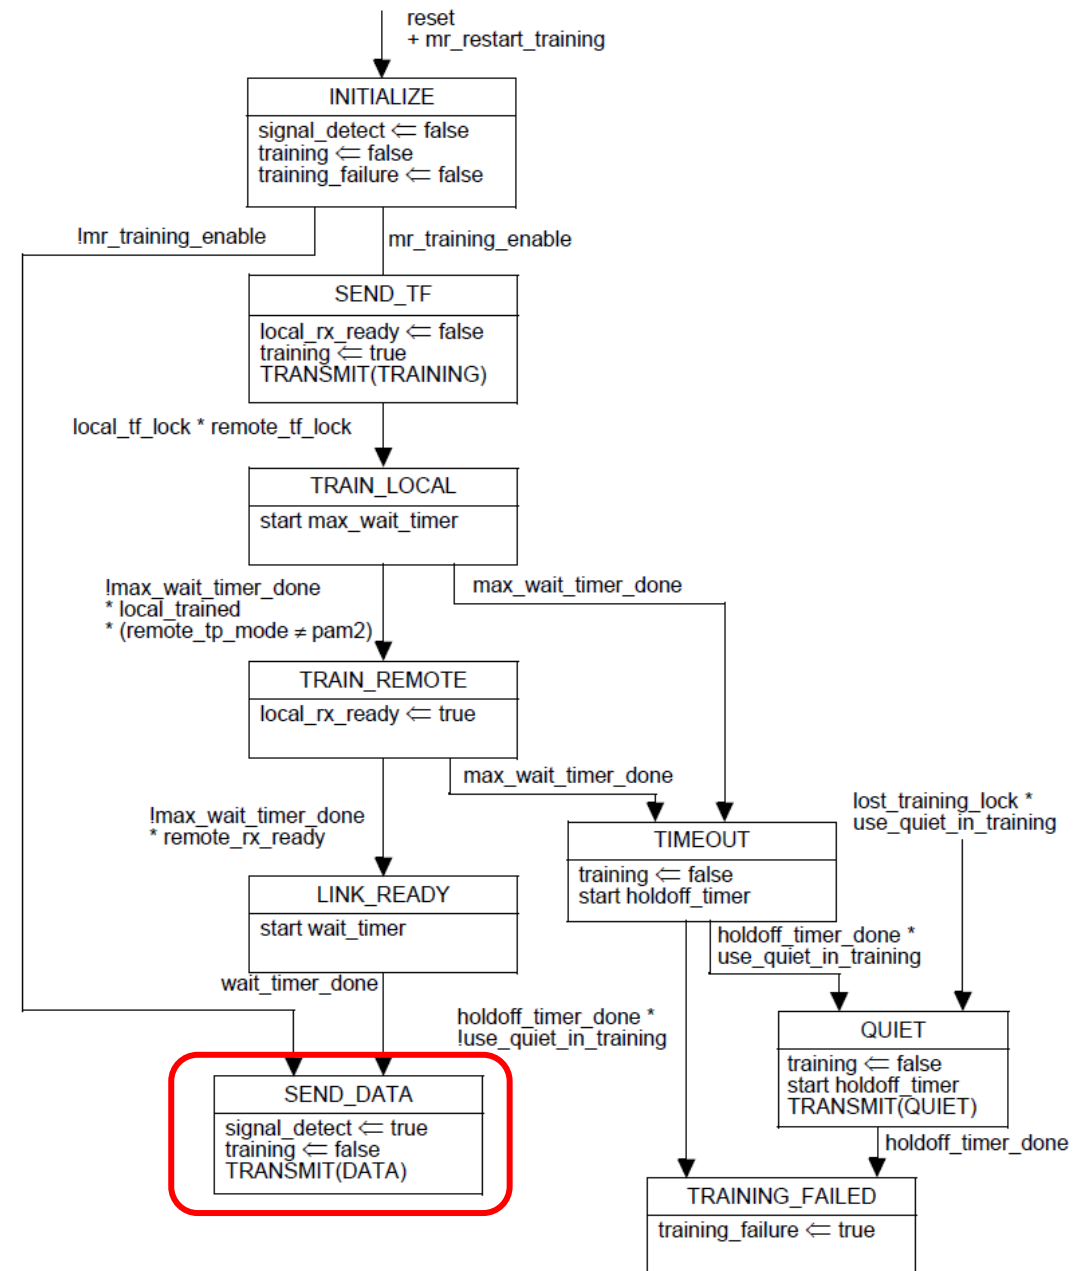 reset
+ mr_restart_training
INITIALIZE
signal_detect ⇐ false
training ⇐ false
training_failure ⇐ false
!mr_training_enable
mr_training_enable
SEND_TF
local_rx_ready ⇐ false
training ⇐ true
TRANSMIT(TRAINING)
local_tf_lock * remote_tf_lock
TRAIN_LOCAL
start max_wait_timer
!max_wait_timer_done
* local_trained
* (remote_tp_mode ≠ pam2)
max_wait_timer_done
TRAIN_REMOTE
local_rx_ready ⇐ true
max_wait_timer_done
!max_wait_timer_done
* remote_rx_ready
lost_training_lock *
use_quiet_in_training
TIMEOUT
training ⇐ false
start holdoff_timer
LINK_READY
start wait_timer
holdoff_timer_done *
use_quiet_in_training
wait_timer_done
holdoff_timer_done *
!use_quiet_in_training
QUIET
training ⇐ false
start holdoff_timer
TRANSMIT(QUIET)
SEND_DATA
signal_detect ⇐ true
training ⇐ false
TRANSMIT(DATA)
holdoff_timer_done
TRAINING_FAILED
training_failure ⇐ true